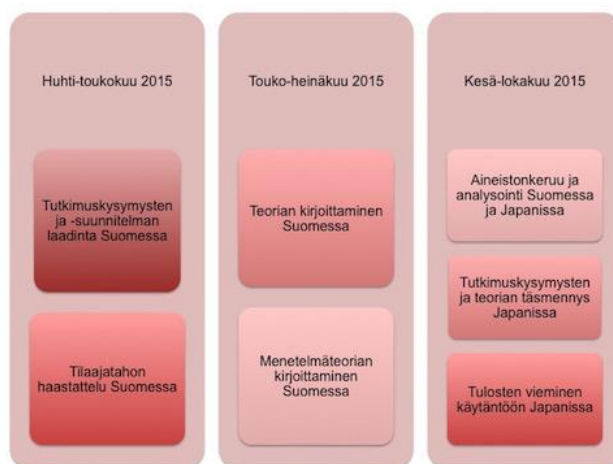 Huhti-toukokuu 2015
Tutkimuskysymysten
ja -suunnitelman
laadinta Suomessa
Tilaajatahon
haastattelu Suomessa
Touko-heinäkuu 2015
Teorian kirjoittaminen
Suomessa
Menetelmäteorian
kirjoittaminen
Suomessa
Kesä-lokakuu 2015
Aineistonkeruu ja
analysointi Suomessa
ja Japanissa
Tutkimuskysymysten
ja teorian täsmennys
Japanissa
Tulosten vieminen
käytäntöön Japanissa